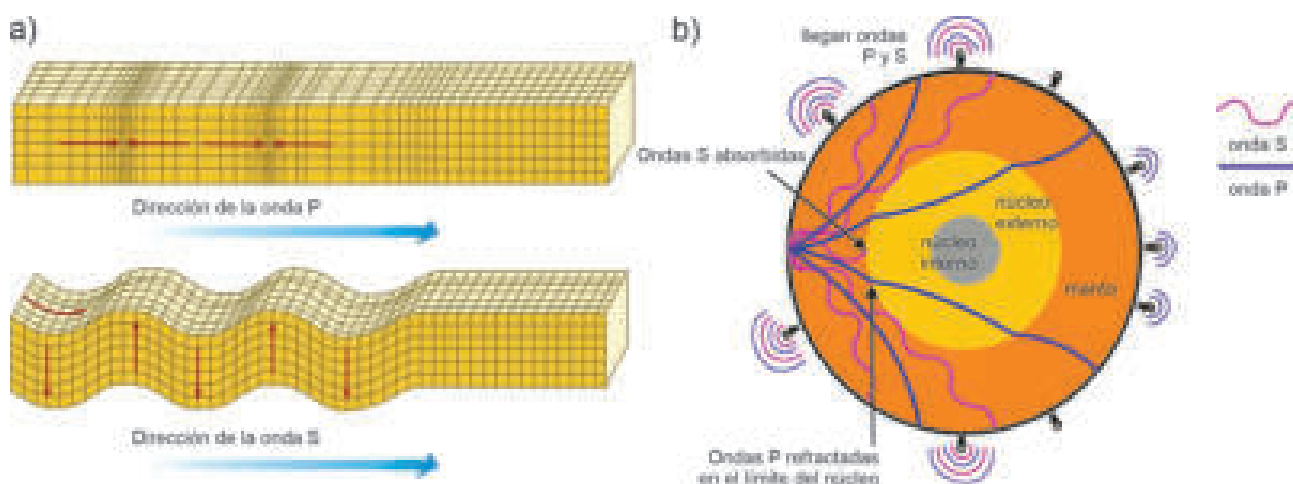 a)
Dirección de la onda P
Dirección de la onda S
b)
llegan ondas
P y S
Ondas S absorbidas
núcleo
externo
núcleo
interno
manto
Ondas P refractadas
en el límite del núcleo
onda S
onda P